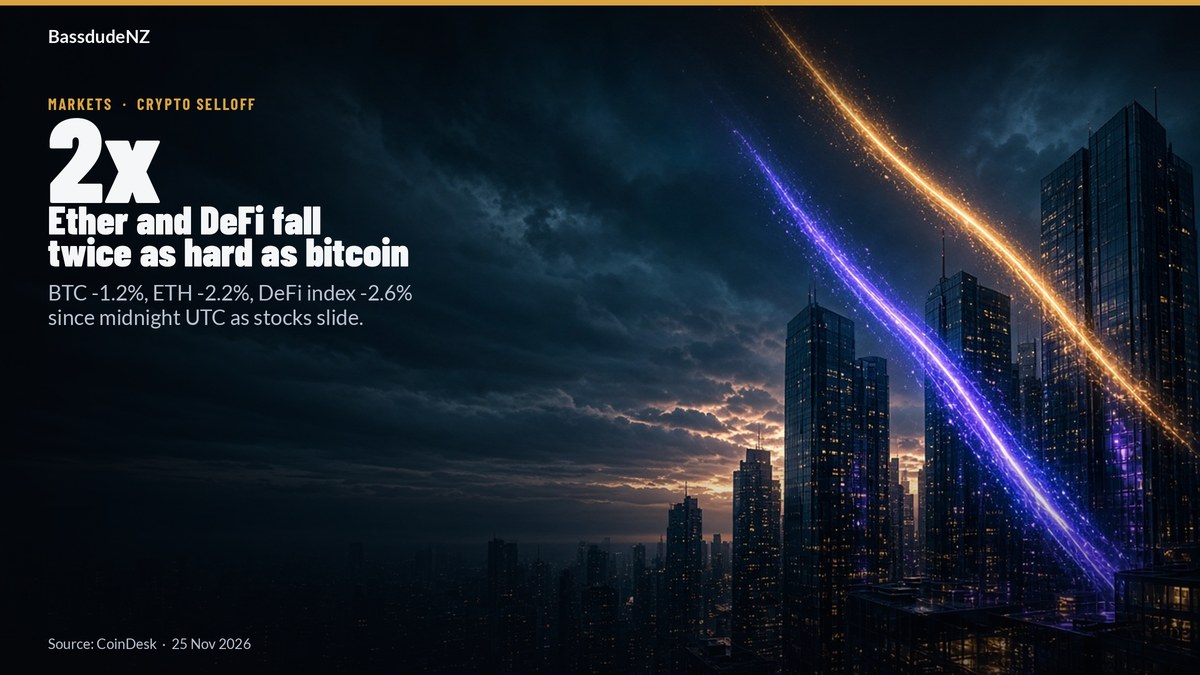 BassdudeNZ
MARKETS · CRYPTO SELLOFF
2x
Ether and DeFi fall
twice as hard as bitcoin
BTC -1.2%, ETH -2.2%, DeFi index -2.6%
since midnight UTC as stocks slide.
Source: CoinDesk · 25 Nov 2026